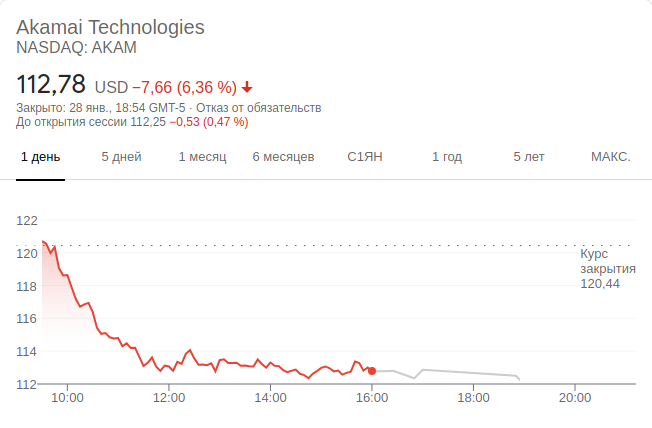 Akamai Technologies
NASDAQ: AKAM
112,78 USD −7,66 (6,36 %)
Закрыто: 28 янв., 18:54 GMT-5 · Отказ от обязательств
До открытия сессии 112,25 −0,53 (0,47 %)
1 день 5 дней 1 месяц 6 месяцев С1ЯН 1 год 5 лет МАКС.
122
120
118
116
114
112
Курс
закрытия
120,44
10:00 12:00 14:00 16:00 18:00 20:00